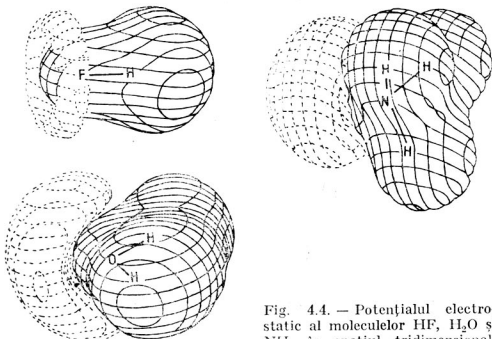 F H
H
H
N
H
H
O
H
Fig. 4.4. — Potențialul electro
static al moleculelor HF, H₂O ș